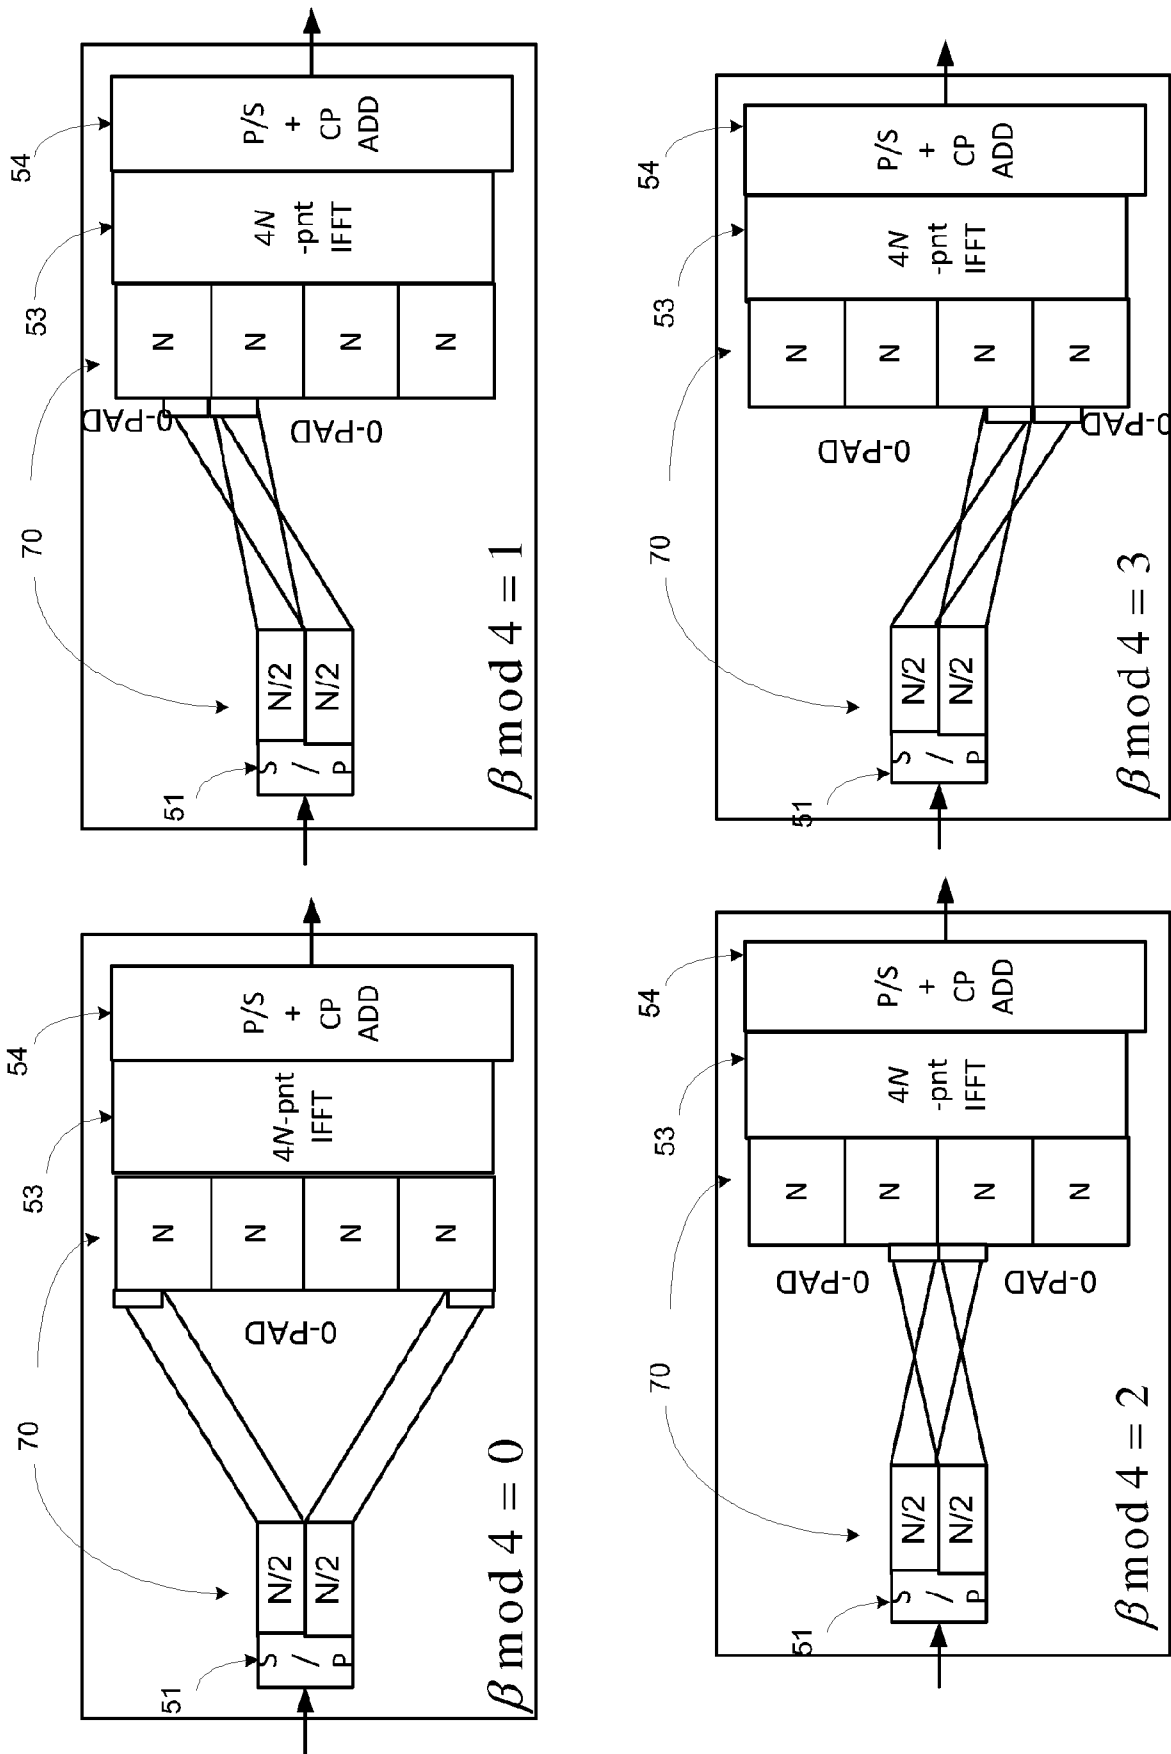 51
70
53
54
S
/
P
N/2
N/2
0-PAD
N
N
N
N
4N-pnt
IFFT
P/S
+
CP
ADD
β mod 4 = 0
51
70
53
54
S
/
P
N/2
N/2
0-PAD
0-PAD
N
N
N
N
4N
-pnt
IFFT
P/S
+
CP
ADD
β mod 4 = 1
51
70
53
54
S
/
P
N/2
N/2
0-PAD
0-PAD
N
N
N
N
4N
-pnt
IFFT
P/S
+
CP
ADD
β mod 4 = 2
51
70
53
54
S
/
P
N/2
N/2
0-PAD
0-PAD
N
N
N
N
4N
-pnt
IFFT
P/S
+
CP
ADD
β mod 4 = 3